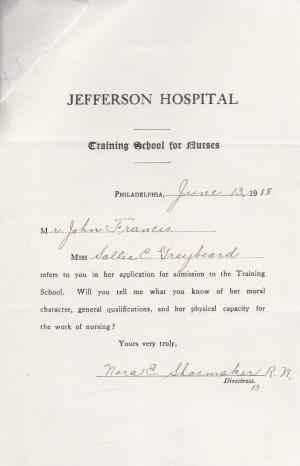 JEFFERSON HOSPITAL
Training School for Nurses
PHILADELPHIA, June 13, 1918.
Mr. John Francis.
MISS Sallie E. Greybeard
refers to you in her application for admission to the Training
School. Will you tell me what you know of her moral
character, general qualifications, and her physical capacity for
the work of nursing?
Yours very truly,
Nora E. Shoemaker R. N.
Directress.
B.